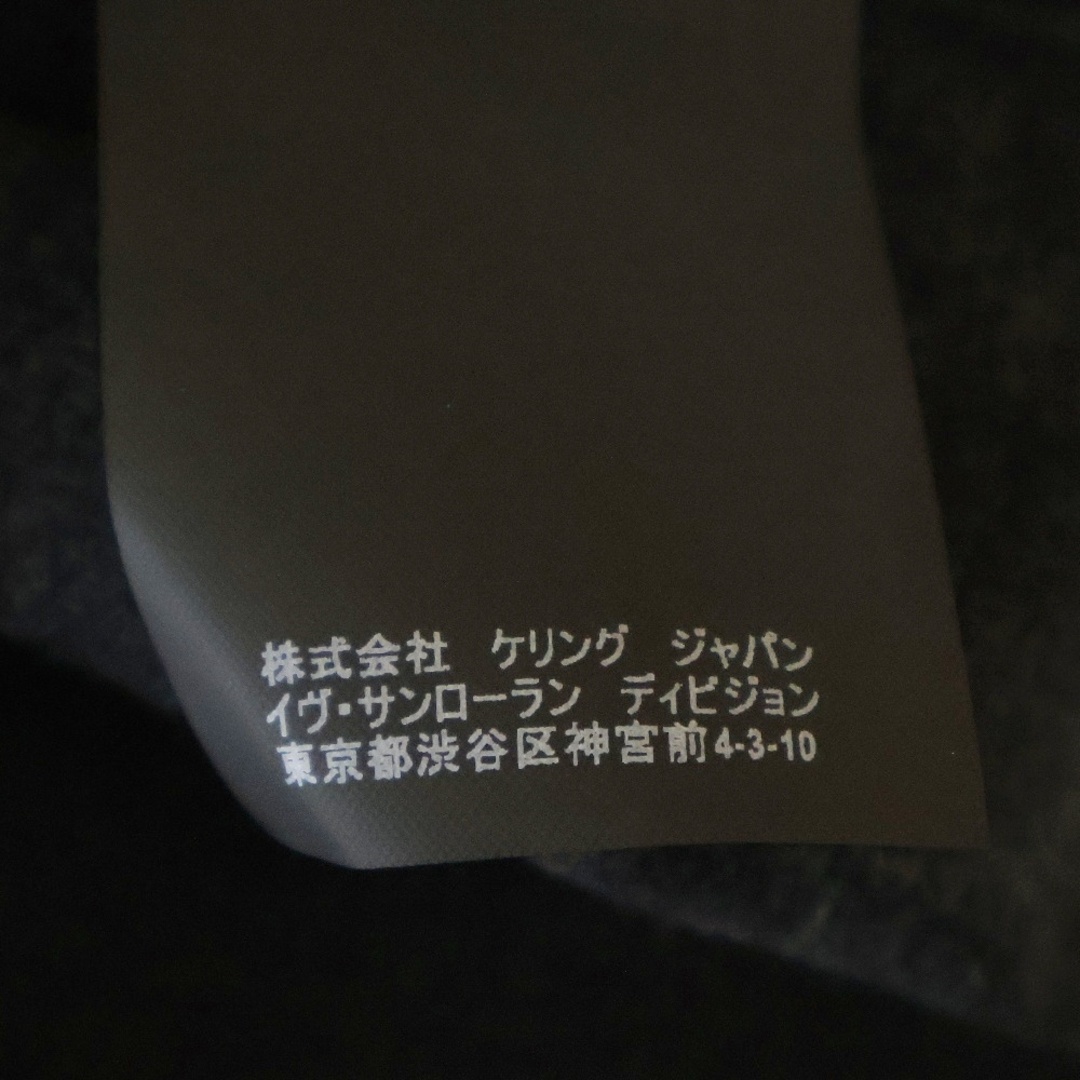 株式会社　ケリング　ジャパン
イヴ・サンローラン　ディビジョン
東京都渋谷区神宮前4-3-10